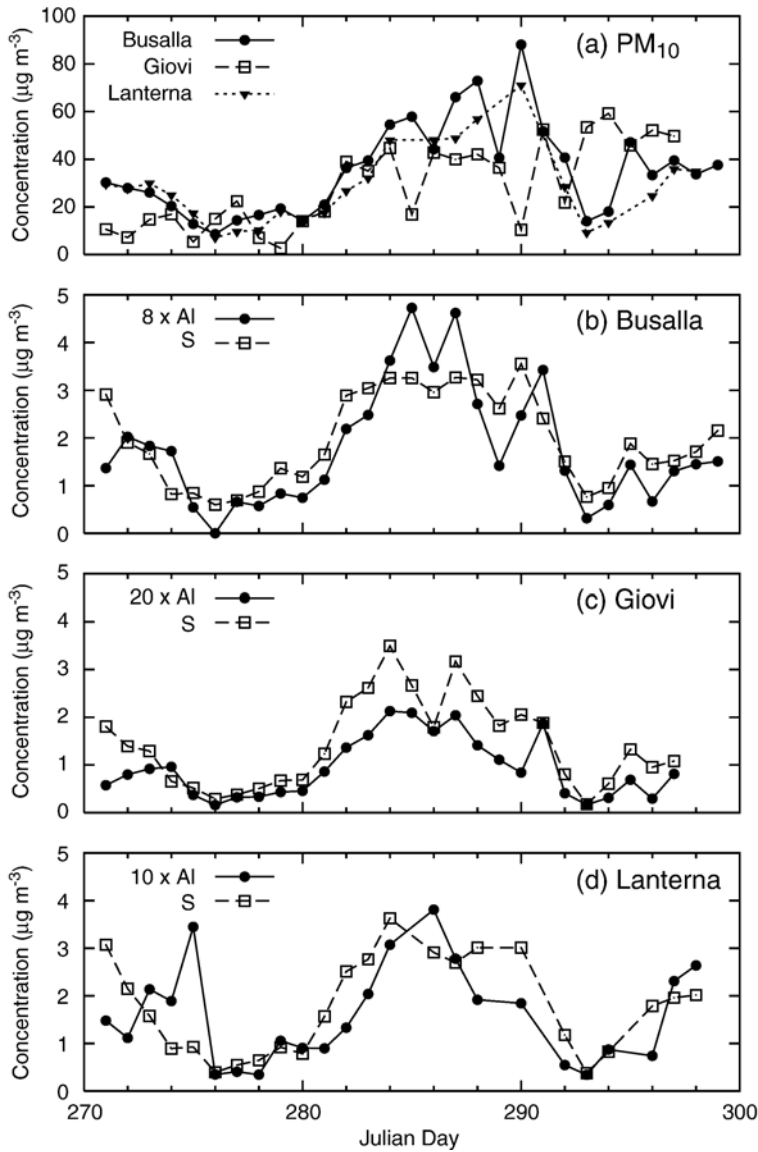 Concentration (μg m⁻³)
100
80
60
40
20
0
Busalla
Giovi
Lanterna
(a) PM₁₀
Concentration (μg m⁻³)
5
4
3
2
1
0
8 x Al
S
(b) Busalla
Concentration (μg m⁻³)
5
4
3
2
1
0
20 x Al
S
(c) Giovi
Concentration (μg m⁻³)
5
4
3
2
1
0
10 x Al
S
(d) Lanterna
270 280 290 300
Julian Day